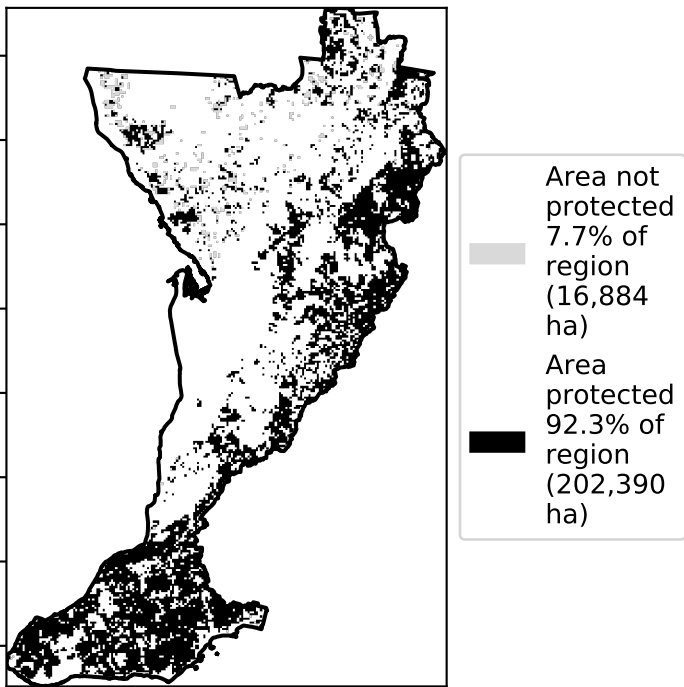 Area not
protected
7.7% of
region
(16,884
ha)
Area
protected
92.3% of
region
(202,390
ha)